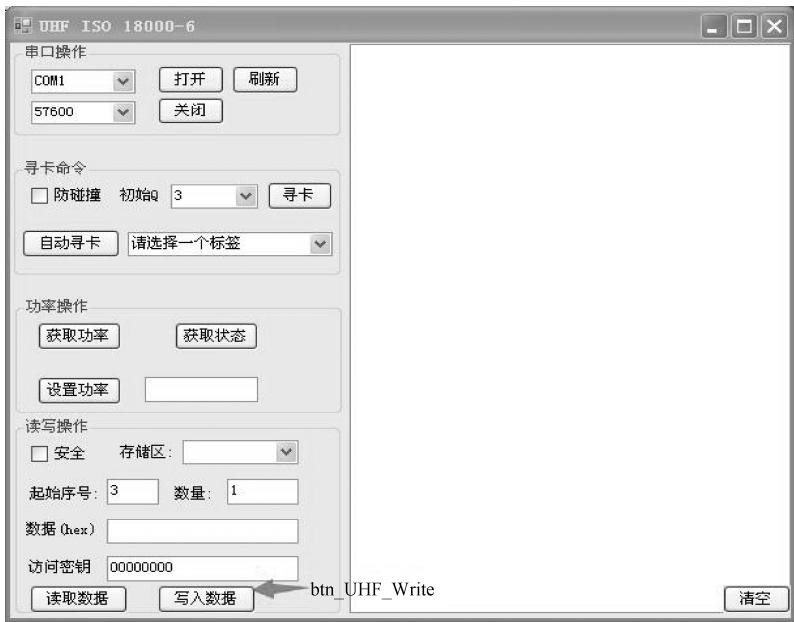 UHF ISO 18000-6
串口操作
COM1 打开 刷新
57600 关闭
寻卡命令
防碰撞 初始Q 3 寻卡
自动寻卡 请选择一个标签
功率操作
获取功率 获取状态
设置功率
读写操作
安全 存储区:
起始序号: 3 数量: 1
数据(hex)
访问密钥 00000000
读取数据 写入数据 btn_UHF_Write
清空